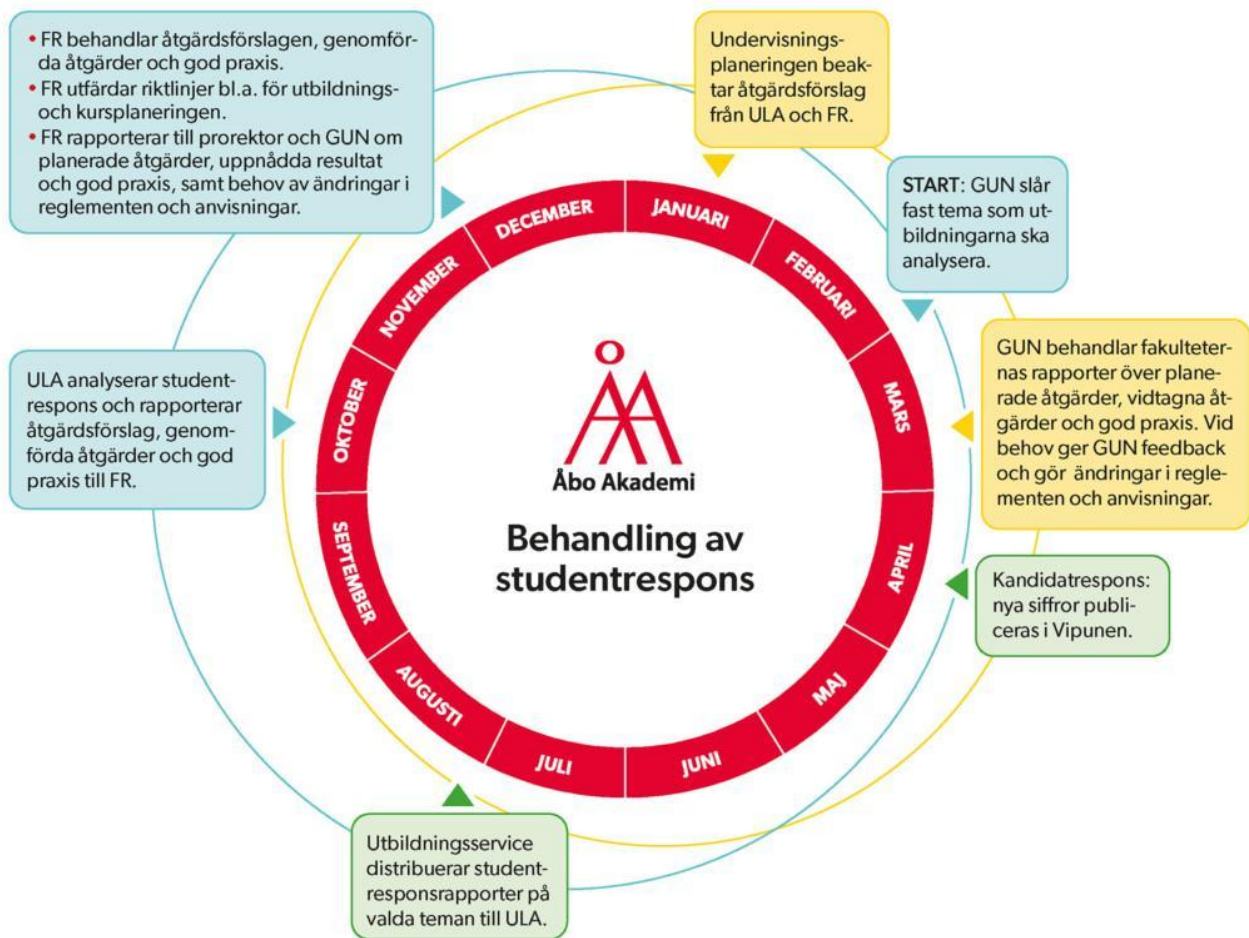 • FR behandlar åtgärdsförslagen, genomför-
da åtgärder och god praxis.
• FR utfärdar riktlinjer bl.a. för utbildnings-
och kursplaneringen.
• FR rapporterar till prorektor och GUN om
planerade åtgärder, uppnådda resultat
och god praxis, samt behov av ändringar i
reglementen och anvisningar.
Undervisnings-
planeringen beak-
tar åtgärdsförslag
från ULA och FR.
START: GUN slår
fast tema som ut-
bildningarna ska
analysera.
GUN behandlar fakulteter-
nas rapporter över plane-
rade åtgärder, vidtagna åt-
gärder och god praxis. Vid
behov ger GUN feedback
och gör ändringar i regle-
menten och anvisningar.
Kandidatrespons:
nya siffror publi-
ceras i Vipunen.
Utbildningsservice
distribuerar student-
responsrapporter på
valda teman till ULA.
ULA analyserar student-
respons och rapporterar
åtgärdsförslag, genom-
förda åtgärder och god
praxis till FR.
JANUARI
FEBRUARI
MARS
APRIL
MAJ
JUNI
JULI
AUGUSTI
SEPTEMBER
OKTOBER
NOVEMBER
DECEMBER
Åbo Akademi
Behandling av
studentrespons